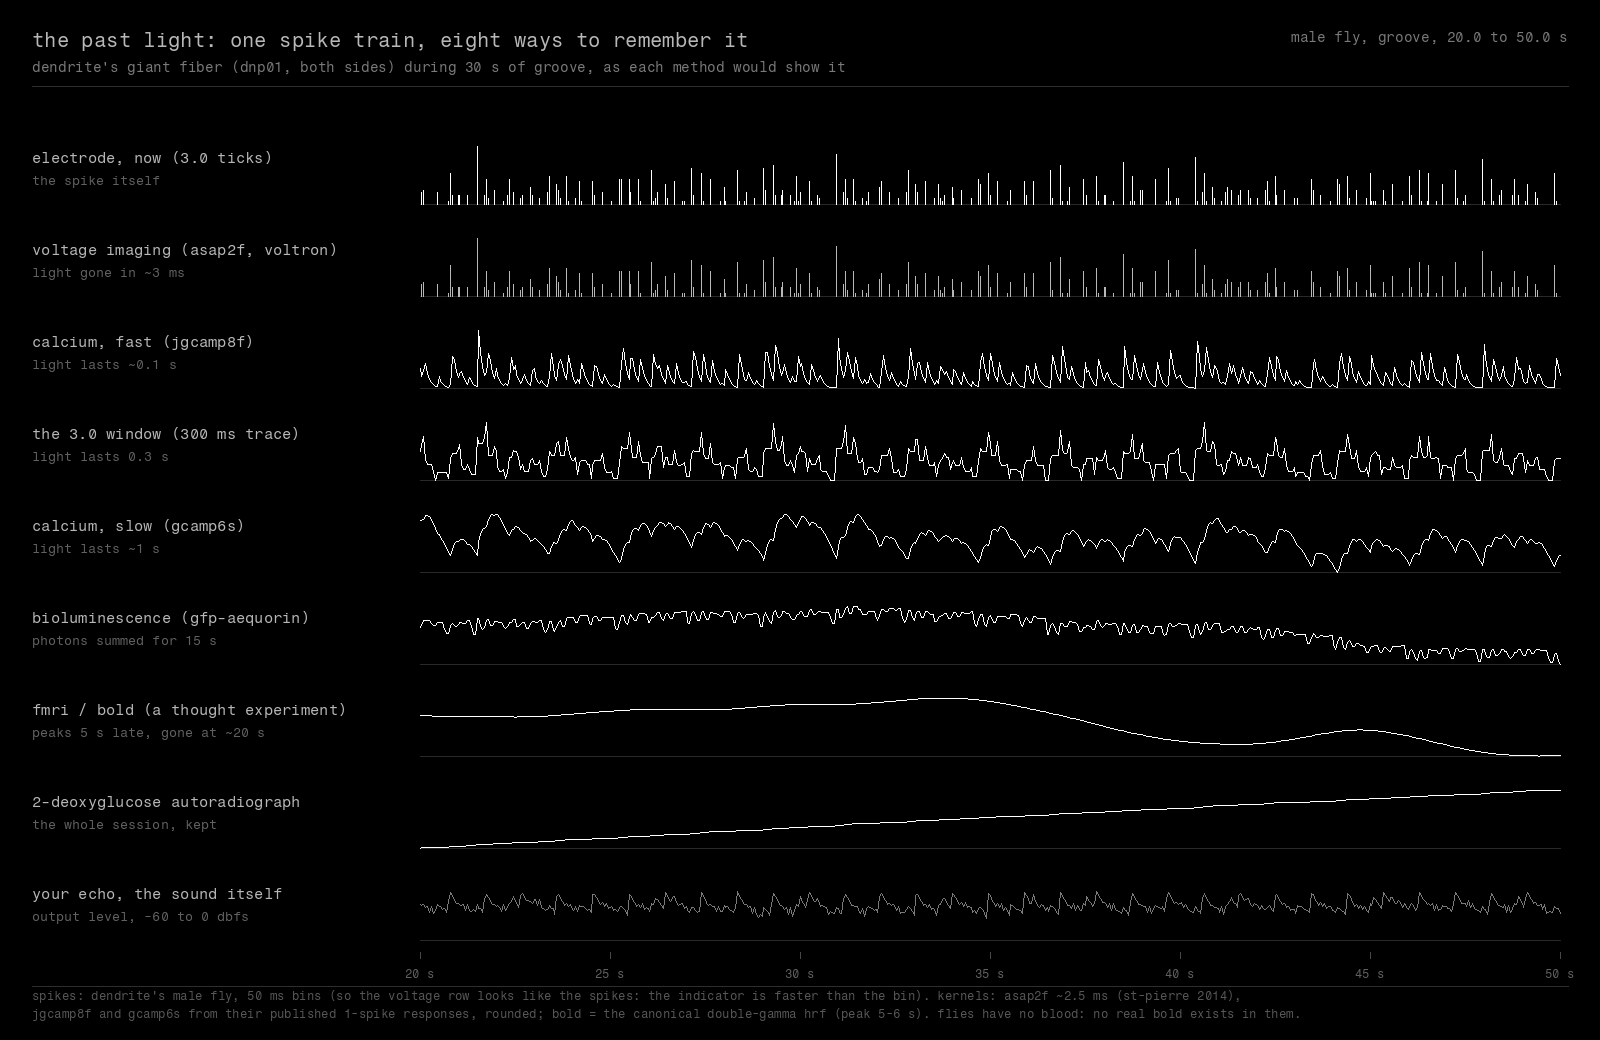 the past light: one spike train, eight ways to remember it
male fly, groove, 20.0 to 50.0 s
dendrite's giant fiber (dnp01, both sides) during 30 s of groove, as each method would show it
electrode, now (3.0 ticks)
the spike itself
voltage imaging (asap2f, voltron)
light gone in ~3 ms
calcium, fast (jgcamp8f)
light lasts ~0.1 s
the 3.0 window (300 ms trace)
light lasts 0.3 s
calcium, slow (gcamp6s)
light lasts ~1 s
bioluminescence (gfp-aequorin)
photons summed for 15 s
fmri / bold (a thought experiment)
peaks 5 s late, gone at ~20 s
2-deoxyglucose autoradiograph
the whole session, kept
your echo, the sound itself
output level, -60 to 0 dbfs
20 s 25 s 30 s 35 s 40 s 45 s 50 s
spikes: dendrite's male fly, 50 ms bins (so the voltage row looks like the spikes: the indicator is faster than the bin). kernels: asap2f ~2.5 ms (st-pierre 2014),
jgcamp8f and gcamp6s from their published 1-spike responses, rounded; bold = the canonical double-gamma hrf (peak 5-6 s). flies have no blood: no real bold exists in them.